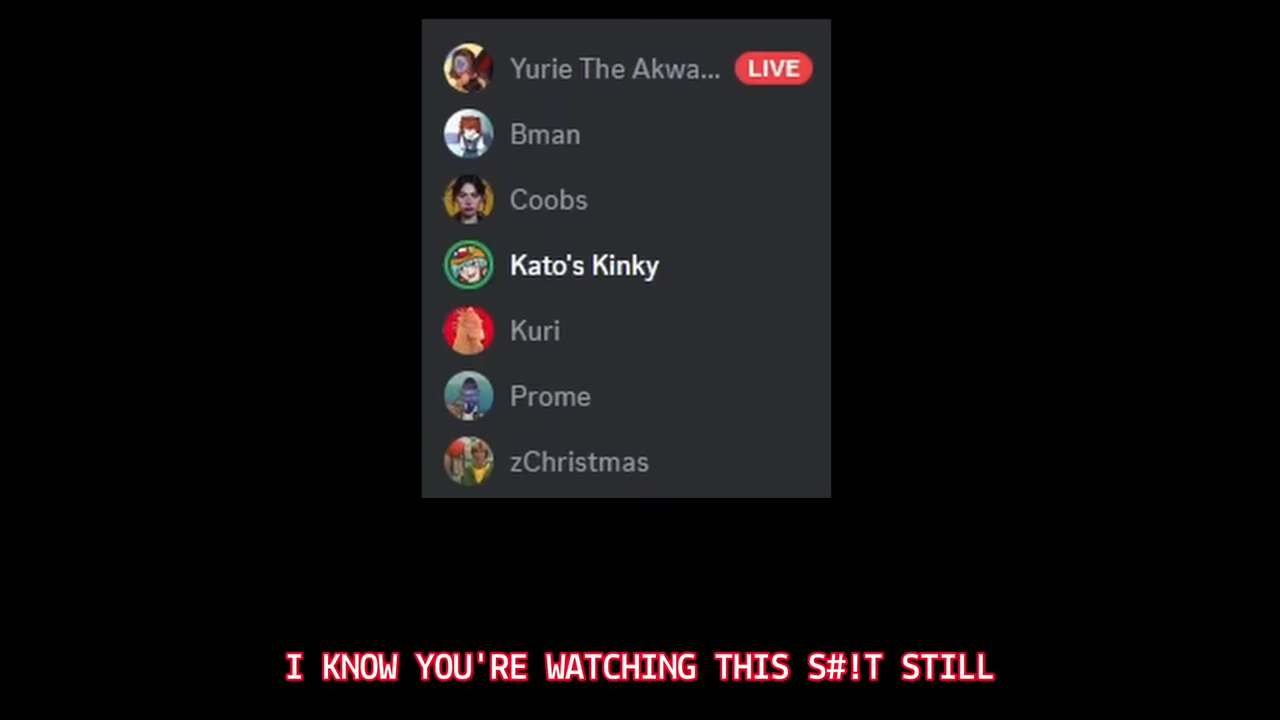 Yurie The Akwa... LIVE
Bman
Coobs
Kato's Kinky
Kuri
Prome
zChristmas
I KNOW YOU'RE WATCHING THIS S#!T STILL